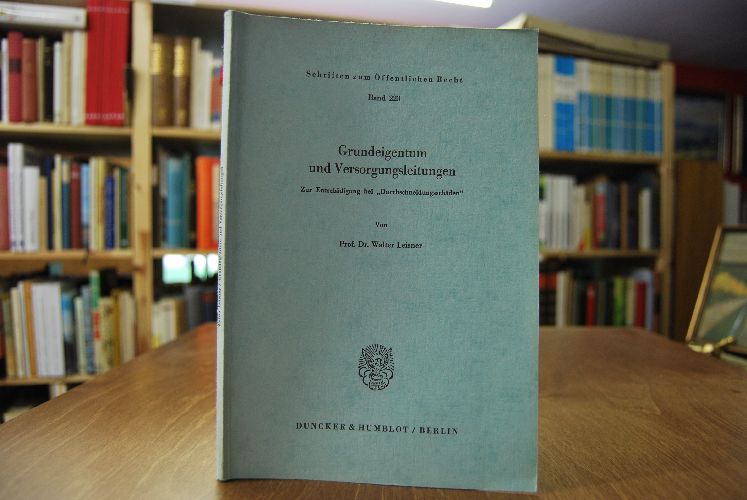 Schriften zum Öffentlichen Recht
Band 223
Grundeigentum
und Versorgungsleitungen
Zur Entschädigung bei „Durchschneidungsschäden“
Von
Prof. Dr. Walter Leisner
DUNCKER & HUMBLOT / BERLIN